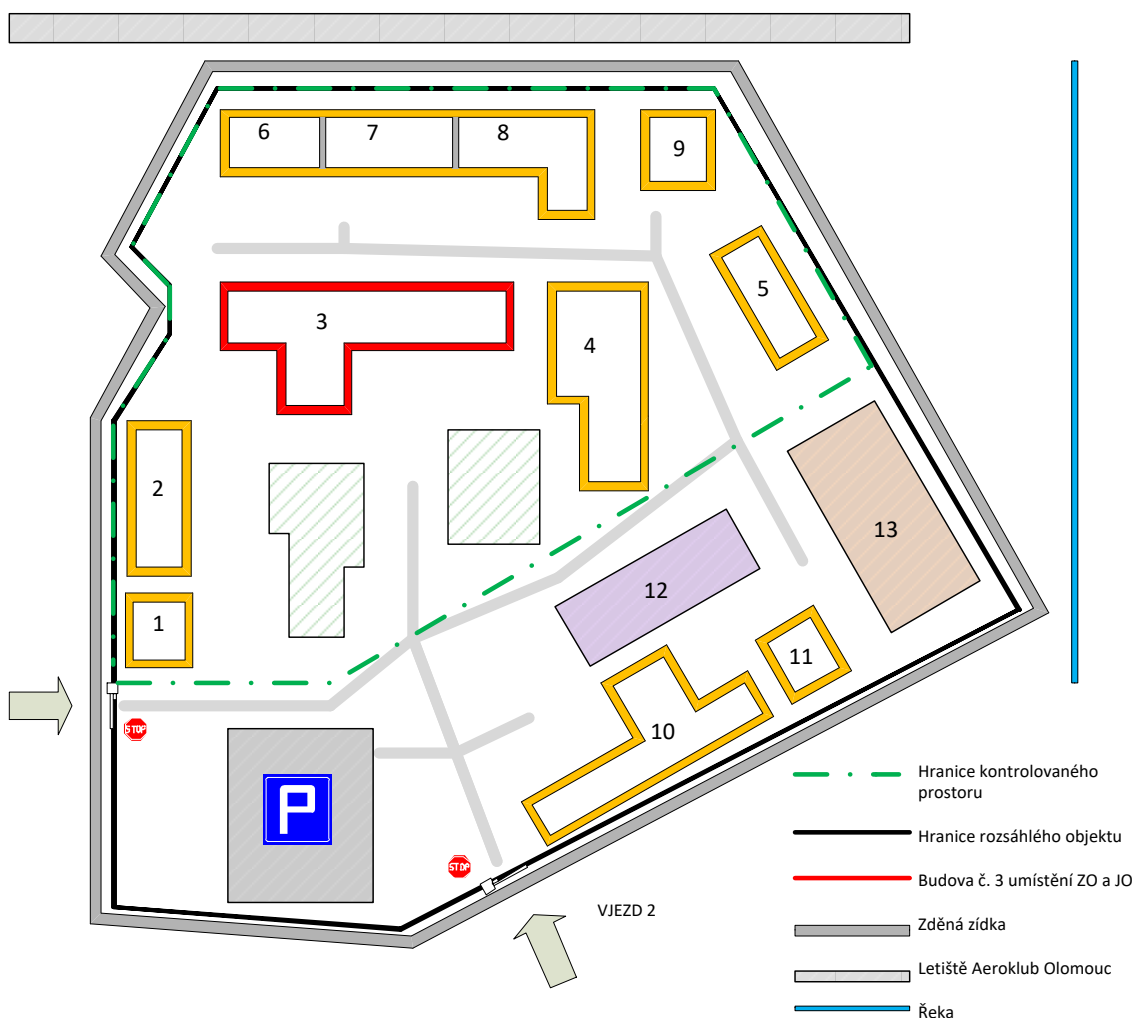 6
7
8
9
5
3
4
2
13
12
1
11
STOP
10
P
STOP
VJEZD 2
Hranice kontrolovaného
prostoru
Hranice rozsáhlého objektu
Budova č. 3 umístění ZO a JO
Zděná zídka
Letiště Aeroklub Olomouc
Řeka